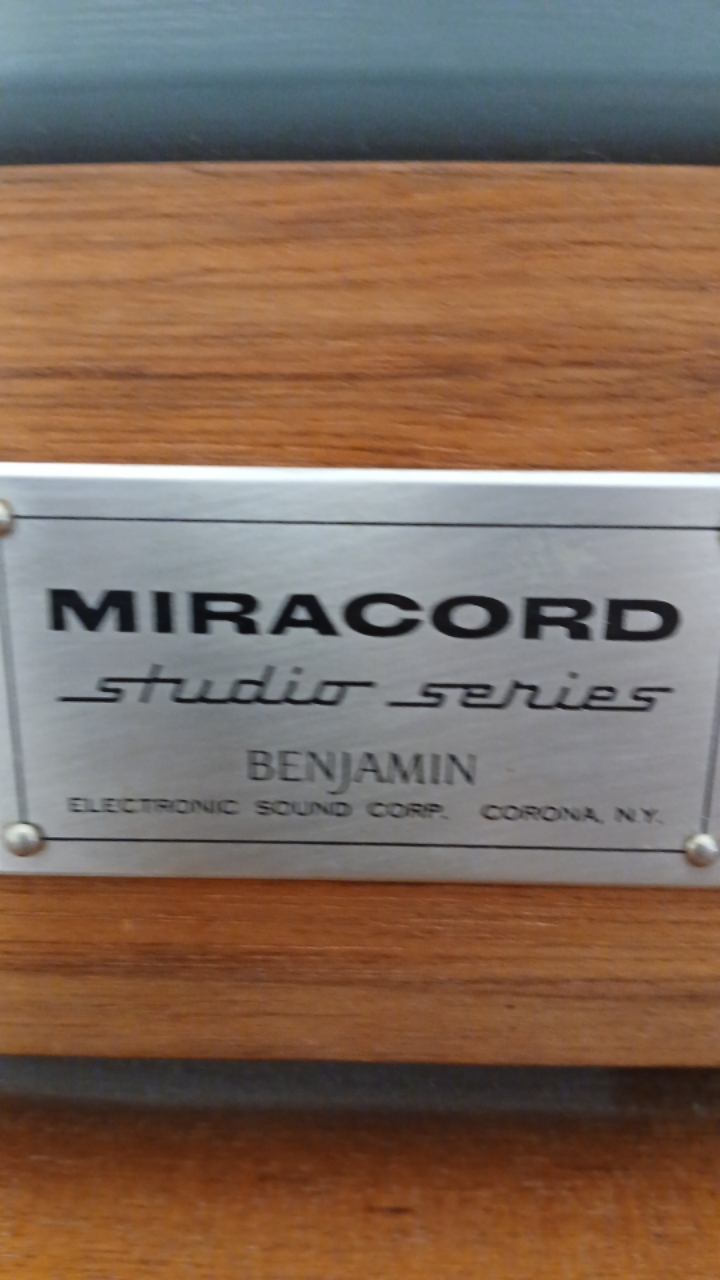 MIRACORD
studio series
BENJAMIN
ELECTRONIC SOUND CORP. CORONA, N.Y.